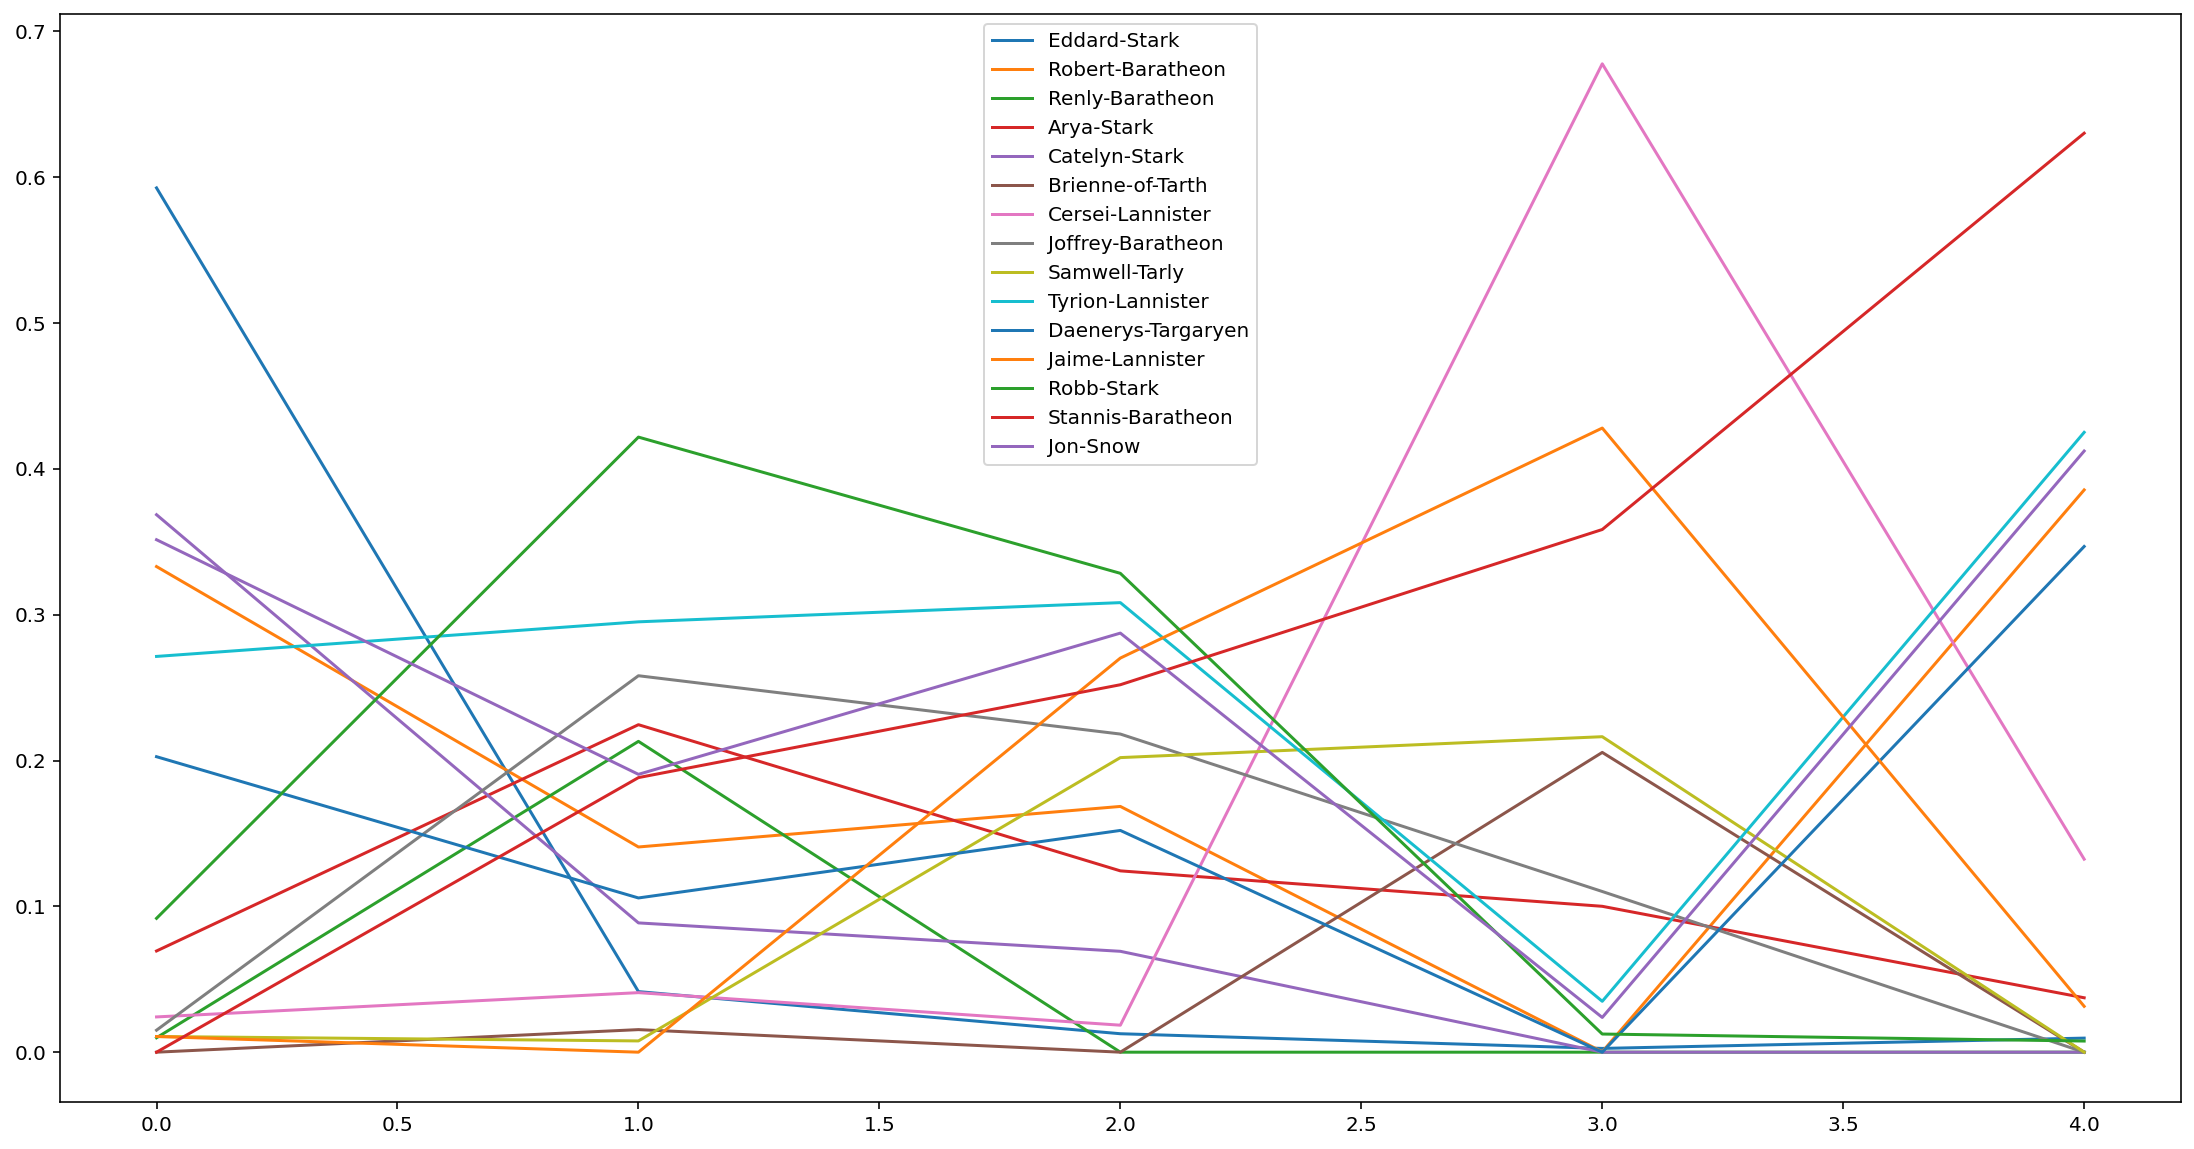 0.7
0.6
0.5
0.4
0.3
0.2
0.1
0.0
Eddard-Stark
Robert-Baratheon
Renly-Baratheon
Arya-Stark
Catelyn-Stark
Brienne-of-Tarth
Cersei-Lannister
Joffrey-Baratheon
Samwell-Tarly
Tyrion-Lannister
Daenerys-Targaryen
Jaime-Lannister
Robb-Stark
Stannis-Baratheon
Jon-Snow
0.0 0.5 1.0 1.5 2.0 2.5 3.0 3.5 4.0